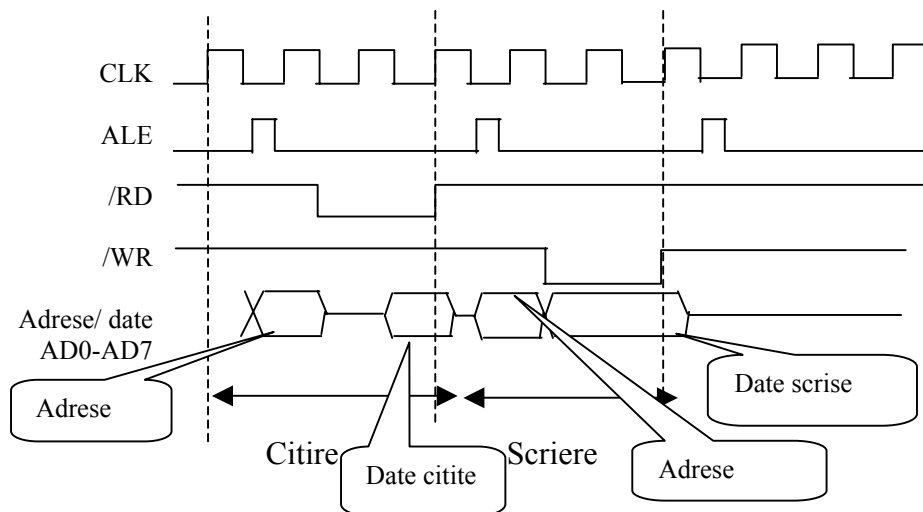 CLK
ALE
/RD
/WR
Adrese/ date
AD0-AD7
Adrese
Date scrise
Citire
Scriere
Date citite
Adrese